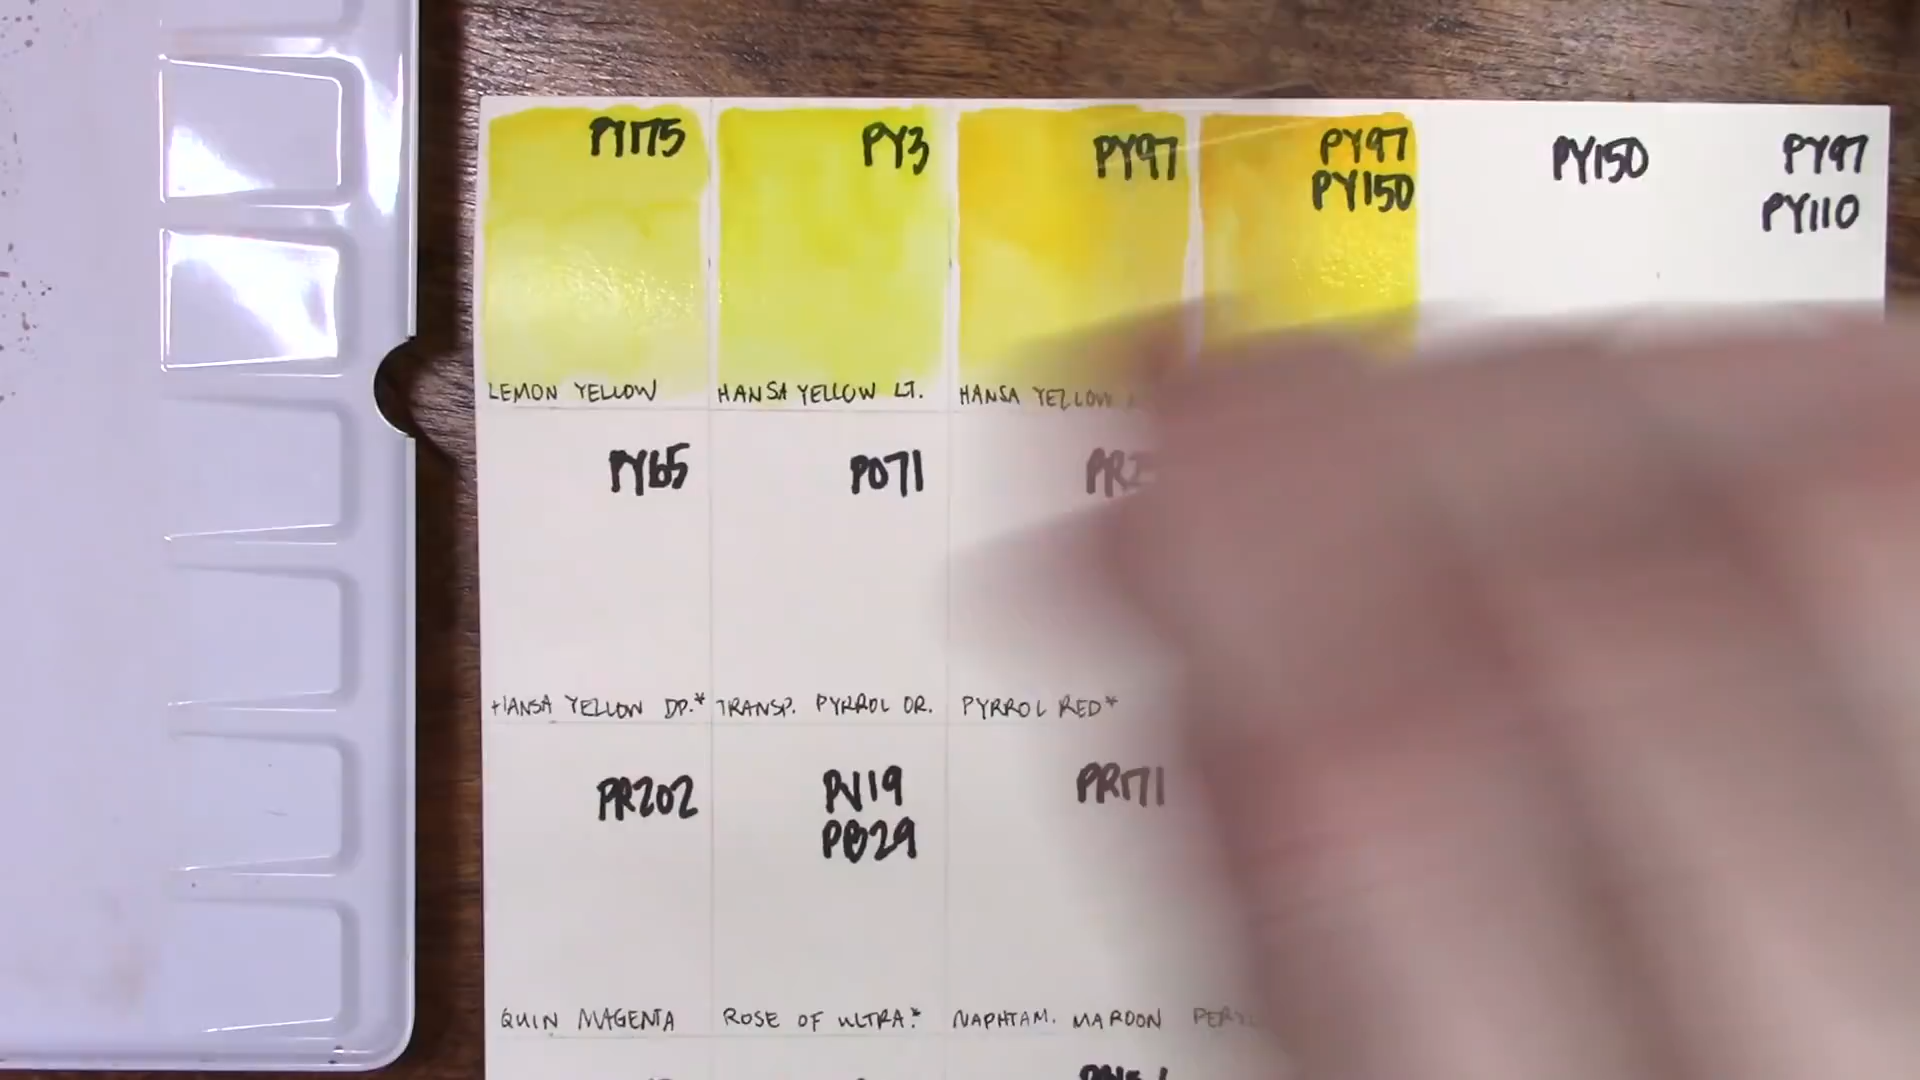 PY175
PY3
PY97
PY97
PY150
PY150
PY97
PY110
LEMON YELLOW
HANSA YELLOW LT.
HANSA YELLOW
PY65
PO71
HANSA YELLOW DP.*
TRANSP. PYRROL OR.
PYRROL RED*
PR202
PV19
PB29
PR171
QUIN MAGENTA
ROSE OF ULTRA.*
NAPHTAM. MAROON